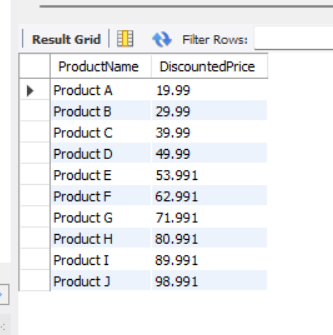 Result Grid Filter Rows:
ProductName DiscountedPrice
Product A 19.99
Product B 29.99
Product C 39.99
Product D 49.99
Product E 53.991
Product F 62.991
Product G 71.991
Product H 80.991
Product I 89.991
Product J 98.991